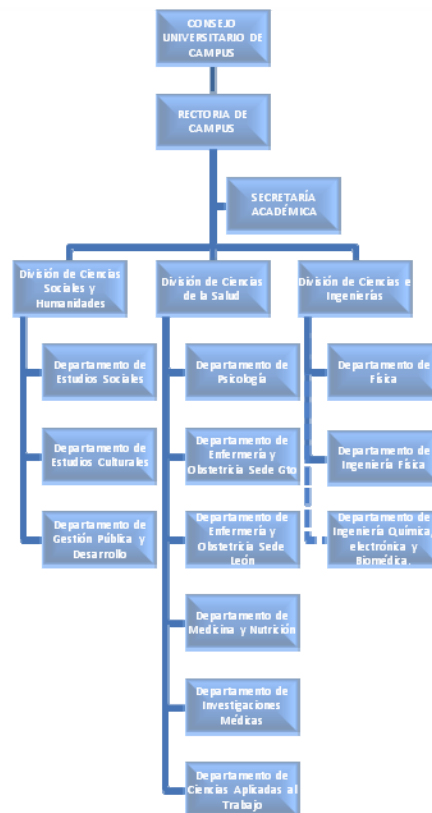 CONSEJO
UNIVERSITARIO DE
CAMPUS
RECTORIA DE
CAMPUS
SECRETARÍA
ACADÉMICA
División de Ciencias
Sociales y
Humanidades
División de Ciencias
de la Salud
División de Ciencias e
Ingenierías
Departamento de
Estudios Sociales
Departamento de
Psicología
Departamento de
Física
Departamento de
Estudios Culturales
Departamento de
Enfermería y
Obstetricia Sede Gto
Departamento de
Ingeniería Física
Departamento de
Gestión Pública y
Desarrollo
Departamento de
Enfermería y
Obstetricia Sede
León
Departamento de
Ingeniería Química,
electrónica y
Biomédica.
Departamento de
Medicina y Nutrición
Departamento de
Investigaciones
Médicas
Departamento de
Ciencias Aplicadas al
Trabajo